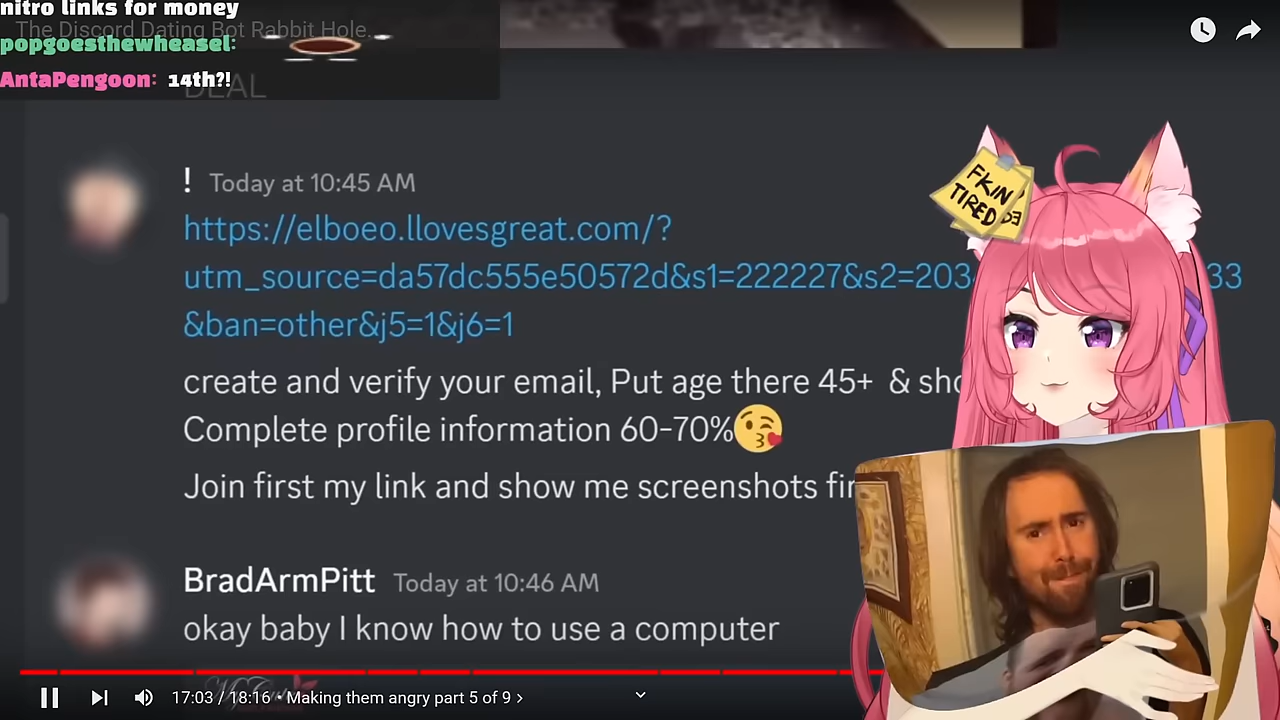 nitro links for money
The Discord Dating Bot Rabbit Hole.
popgoesthewheasel:
AntaPengoon: 14th?!
DEAL
! Today at 10:45 AM
https://elboeo.llovesgreat.com/?
utm_source=da57dc555e50572d&s1=222227&s2=203 33
&ban=other&j5=1&j6=1
create and verify your email, Put age there 45+ & sho
Complete profile information 60-70%😘
Join first my link and show me screenshots fir
BradArmPitt Today at 10:46 AM
okay baby I know how to use a computer
17:03 / 18:16 • Making them angry part 5 of 9 ›
FKIN
TIRED